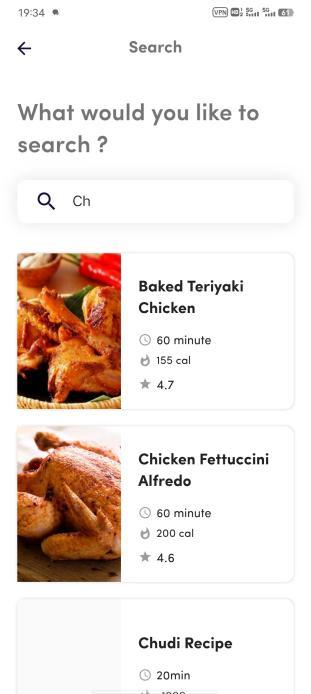 19:34
VPN HD 5G 5G 61
Search
What would you like to
search ?
Ch
Baked Teriyaki
Chicken
60 minute
155 cal
4.7
Chicken Fettuccini
Alfredo
60 minute
200 cal
4.6
Chudi Recipe
20min